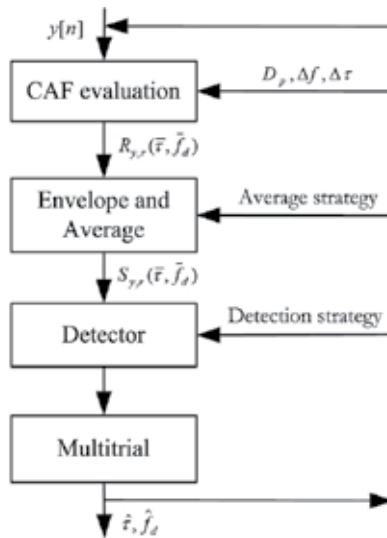 y[n]
CAF evaluation
D_p, Δf, Δτ
R_{y,r}(τ̄, f̄_d)
Envelope and
Average
Average strategy
S_{y,r}(τ̄, f̄_d)
Detector
Detection strategy
Multitrial
τ̂, f̂_d